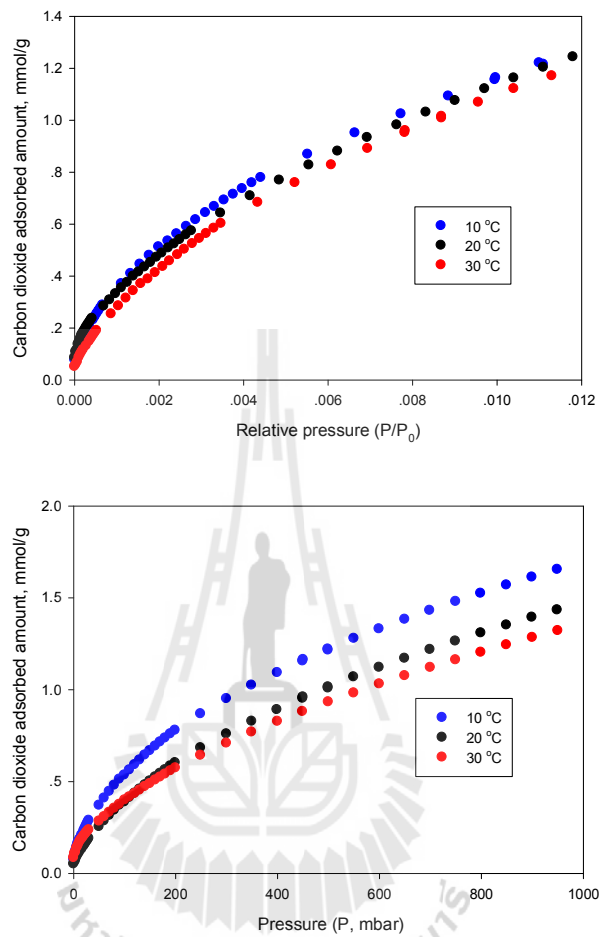 Carbon dioxide adsorbed amount, mmol/g
1.4
1.2
1.0
.8
.6
.4
.2
0.0
0.000
.002
.004
.006
.008
.010
.012
Relative pressure (P/P₀)
10 °C
20 °C
30 °C
Carbon dioxide adsorbed amount, mmol/g
2.0
1.5
1.0
.5
0.0
0
200
400
600
800
1000
Pressure (P, mbar)
10 °C
20 °C
30 °C